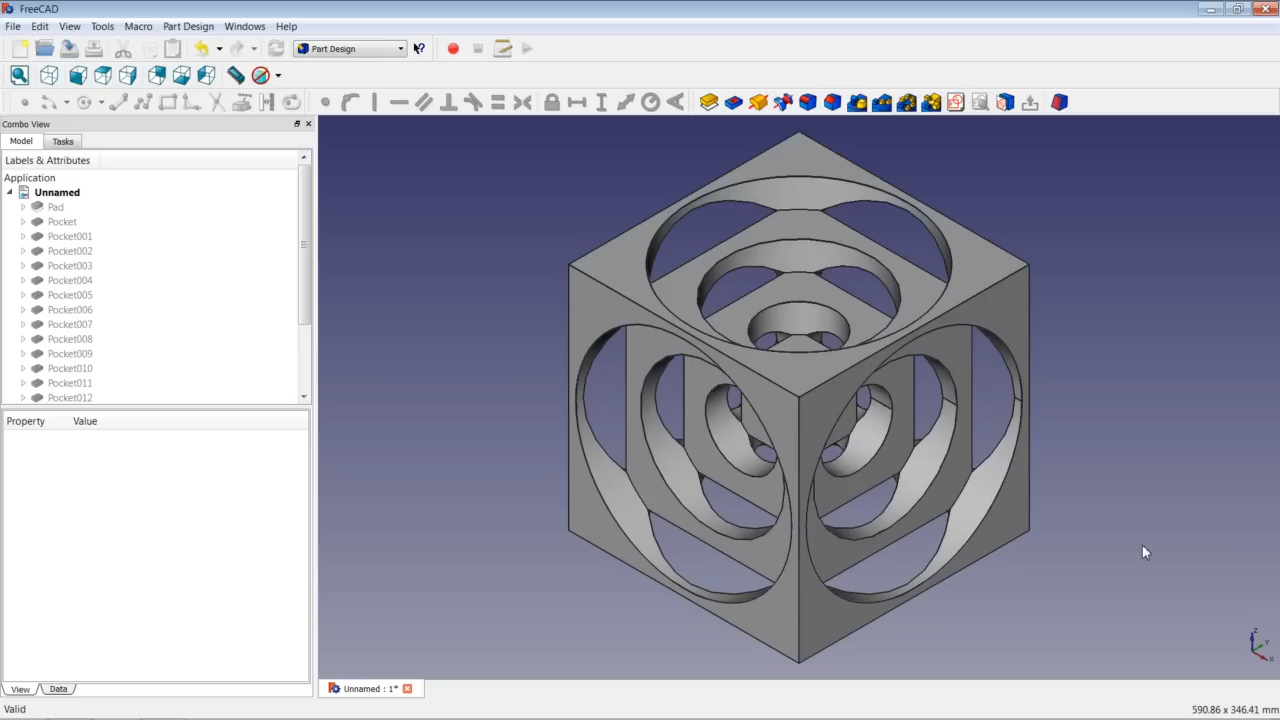 FreeCAD
File Edit View Tools Macro Part Design Windows Help
Part Design
Combo View
Model Tasks
Labels & Attributes
Application
Unnamed
Pad
Pocket
Pocket001
Pocket002
Pocket003
Pocket004
Pocket005
Pocket006
Pocket007
Pocket008
Pocket009
Pocket010
Pocket011
Pocket012
Property Value
Z
Y
X
View Data
Unnamed : 1*
Valid
590.86 x 346.41 mm